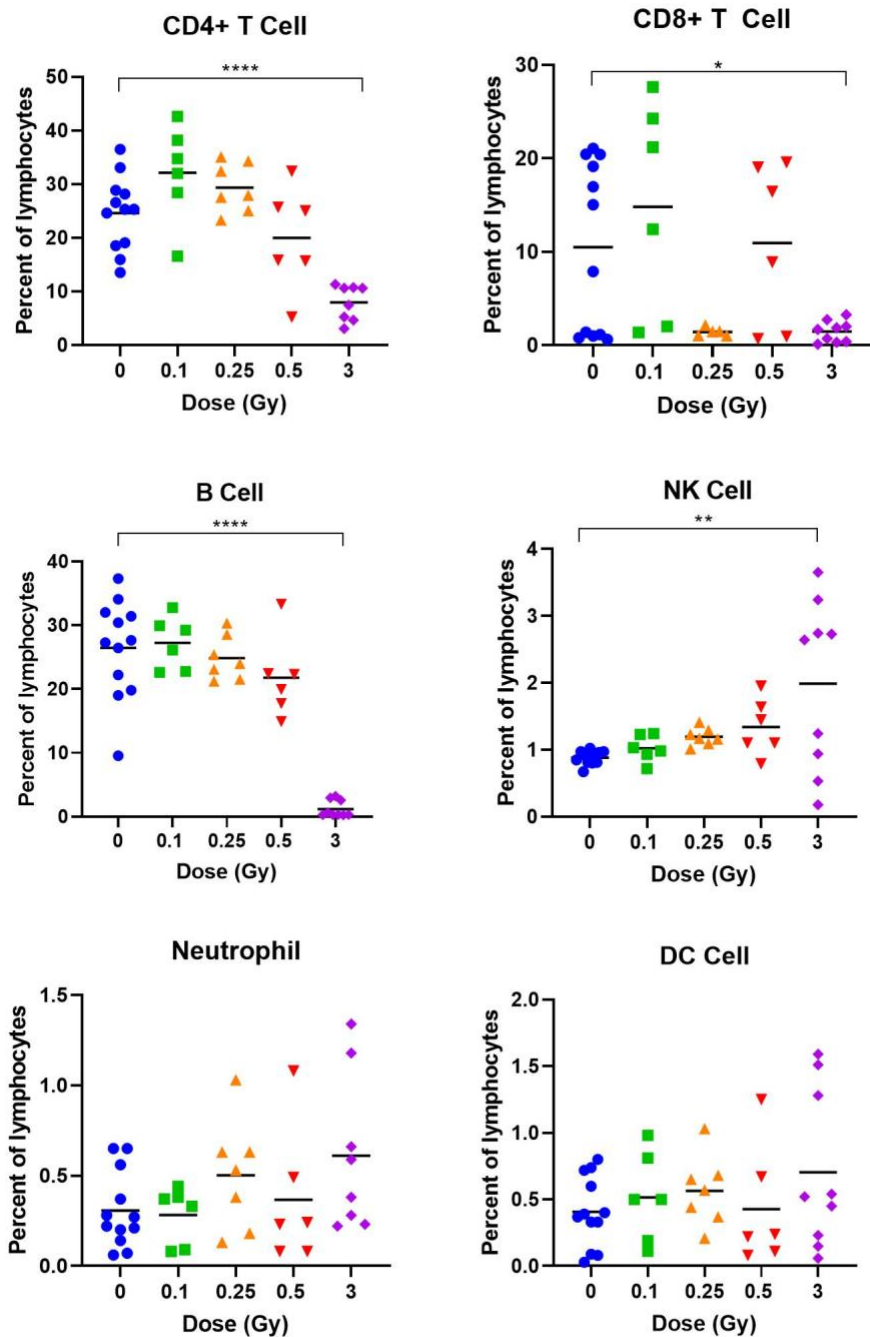 CD4+ T Cell
****
Percent of lymphocytes
50
40
30
20
10
0
0 0.1 0.25 0.5 3
Dose (Gy)
CD8+ T Cell
*
Percent of lymphocytes
30
20
10
0
0 0.1 0.25 0.5 3
Dose (Gy)
B Cell
****
Percent of lymphocytes
40
30
20
10
0
0 0.1 0.25 0.5 3
Dose (Gy)
NK Cell
**
Percent of lymphocytes
4
3
2
1
0
0 0.1 0.25 0.5 3
Dose (Gy)
Neutrophil
Percent of lymphocytes
1.5
1.0
0.5
0.0
0 0.1 0.25 0.5 3
Dose (Gy)
DC Cell
Percent of lymphocytes
2.0
1.5
1.0
0.5
0.0
0 0.1 0.25 0.5 3
Dose (Gy)